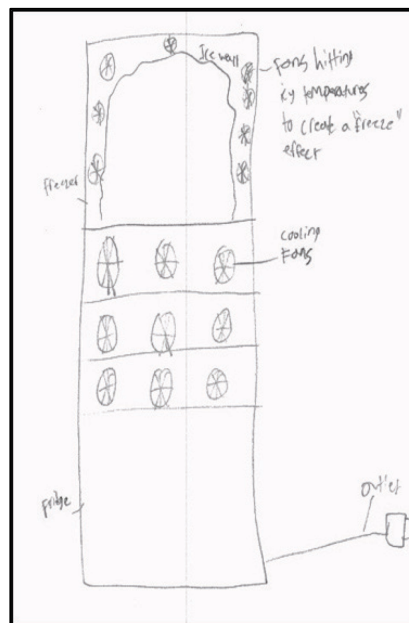 Ice wall
fans hitting
icy temperatures
to create a "freeze"
effect
freezer
cooling
Fans
fridge
outlet